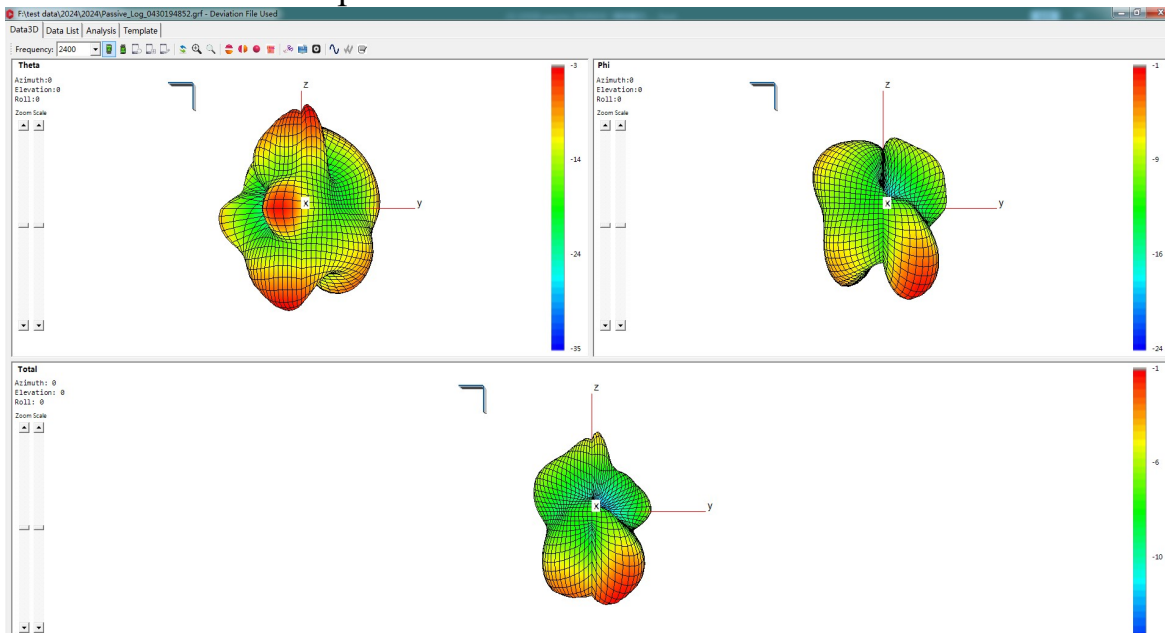 F:\test data\2024\2024\Passive_Log_0430194852.grf - Deviation File Used
Data3D Data List Analysis Template
Frequency: 2400
Theta
Azimuth:0
Elevation:0
Roll:0
Zoom Scale
z
x
y
-3
-14
-24
-35
Phi
Azimuth:0
Elevation:0
Roll:0
Zoom Scale
z
x
y
-1
-9
-16
-24
Total
Azimuth: 0
Elevation: 0
Roll: 0
Zoom Scale
z
x
y
-1
-6
-10